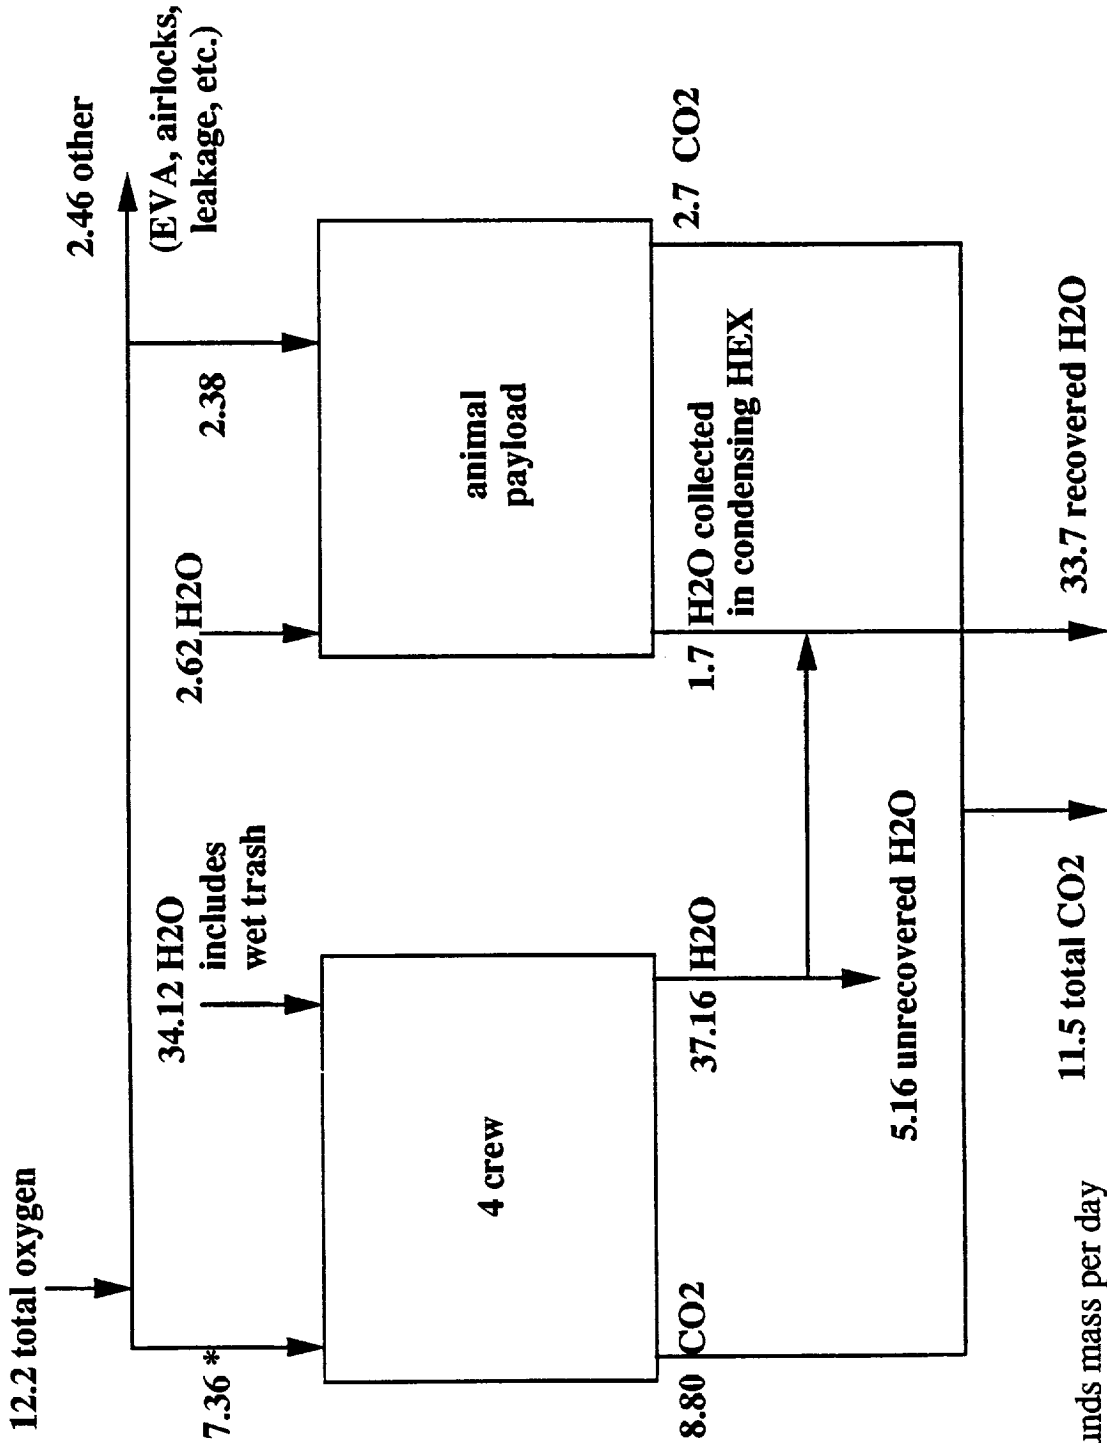 12.2 total oxygen
7.36 *
34.12 H2O
includes
wet trash
2.62 H2O
2.38
2.46 other
(EVA, airlocks,
leakage, etc.)
4 crew
animal
payload
8.80 CO2
37.16 H2O
1.7 H2O collected
in condensing HEX
2.7 CO2
5.16 unrecovered H2O
11.5 total CO2
33.7 recovered H2O
mass per day